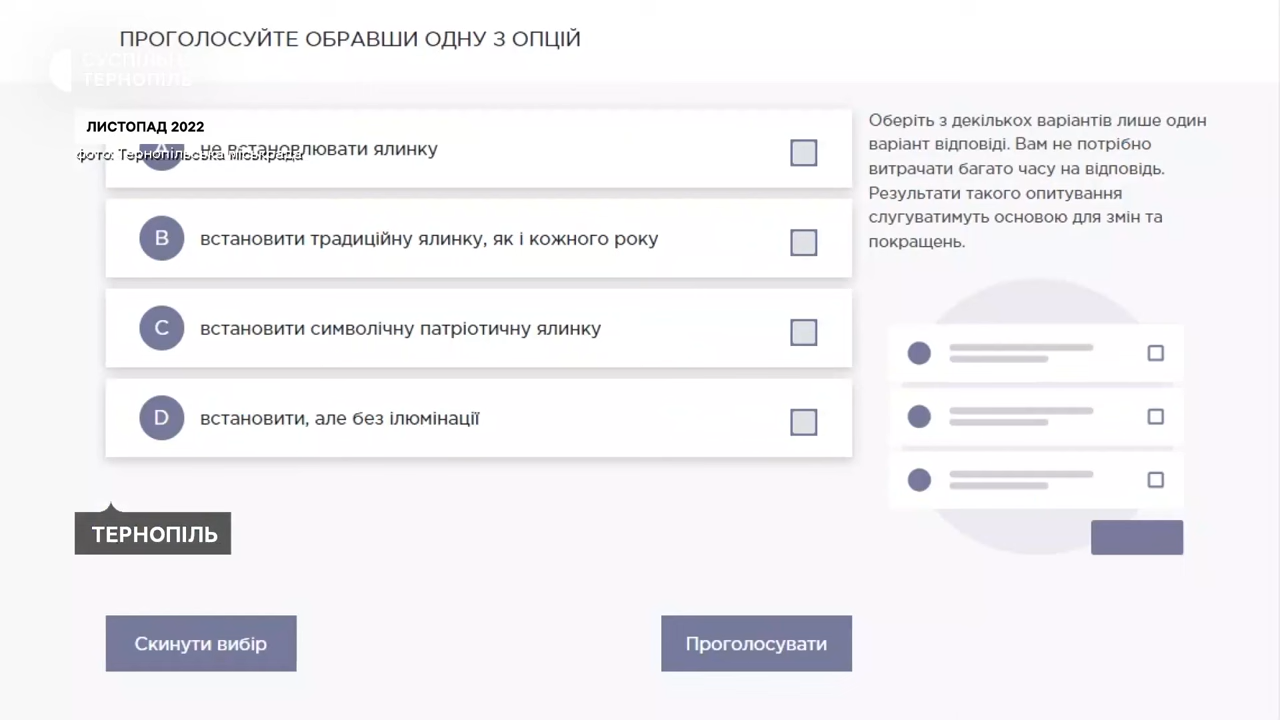 ПРОГОЛОСУЙТЕ ОБРАВШИ ОДНУ З ОПЦІЙ
СУСПІЛЬНЕ
ТЕРНОПІЛЬ
ЛИСТОПАД 2022
фото: Тернопільська міськрада
A не встановлювати ялинку
B встановити традиційну ялинку, як і кожного року
C встановити символічну патріотичну ялинку
D встановити, але без ілюмінації
Оберіть з декількох варіантів лише один
варіант відповіді. Вам не потрібно
витрачати багато часу на відповідь.
Результати такого опитування
слугуватимуть основою для змін та
покращень.
ТЕРНОПІЛЬ
Скинути вибір
Проголосувати